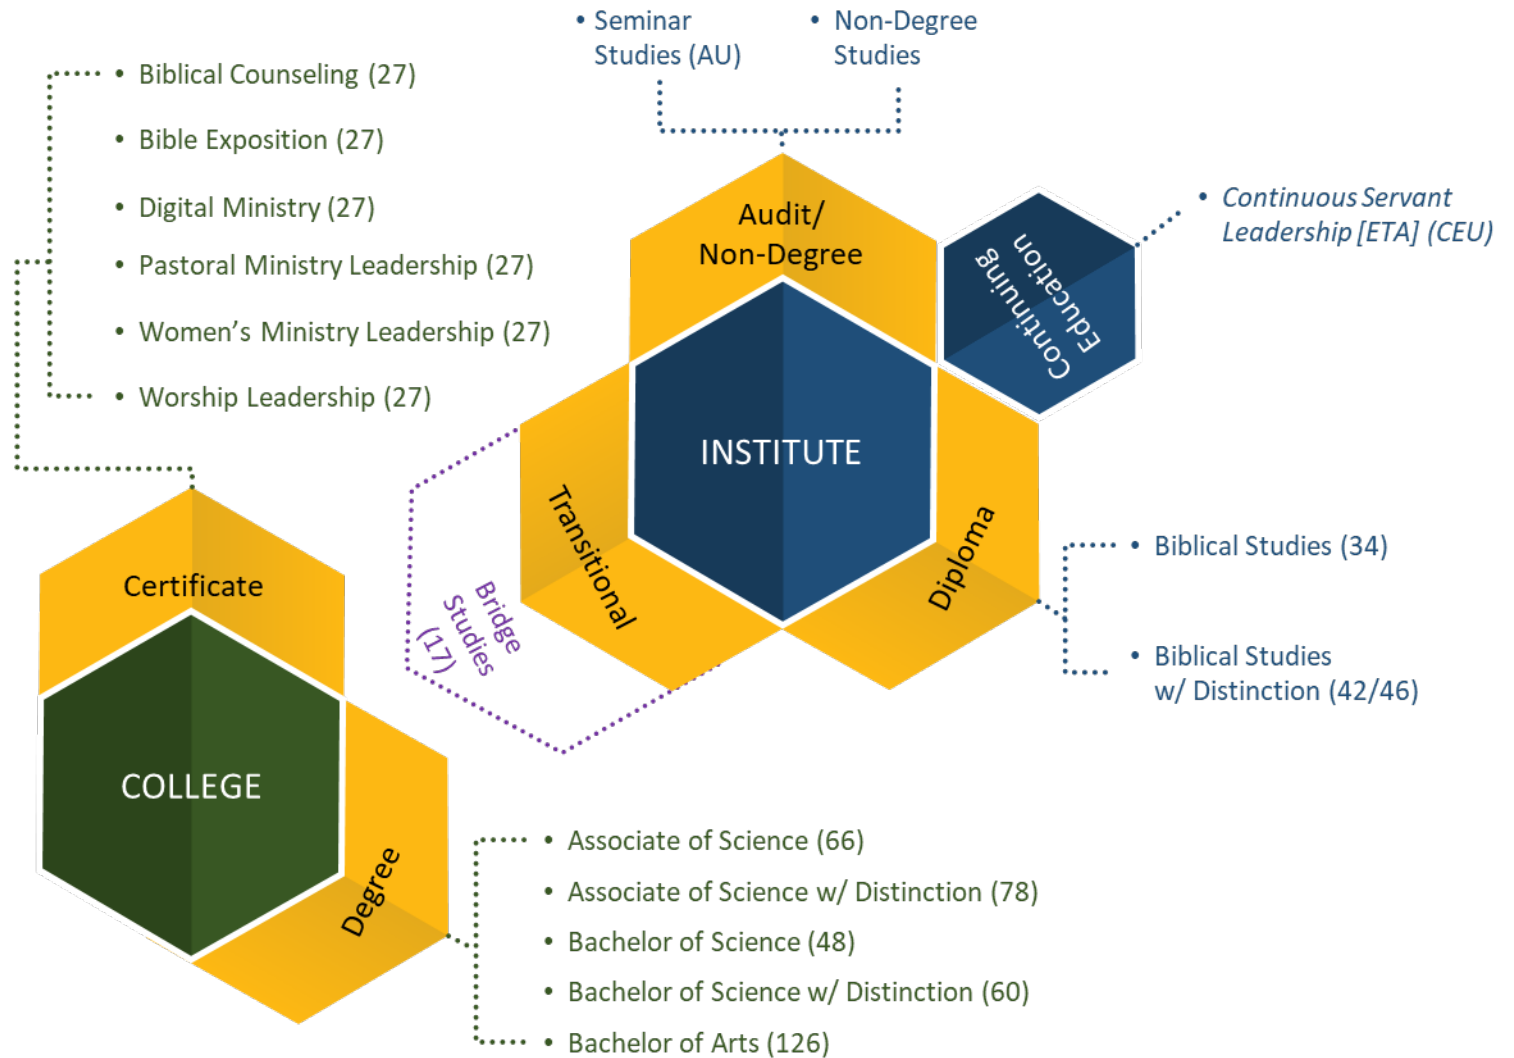 • Seminar
Studies (AU)
• Non-Degree
Studies
• Biblical Counseling (27)
• Bible Exposition (27)
• Digital Ministry (27)
• Pastoral Ministry Leadership (27)
• Women’s Ministry Leadership (27)
• Worship Leadership (27)
Audit/
Non-Degree
Continuing
Education
• Continuous Servant
Leadership [ETA] (CEU)
INSTITUTE
Transitional
Diploma
Bridge
Studies
(17)
• Biblical Studies (34)
• Biblical Studies
w/ Distinction (42/46)
Certificate
COLLEGE
Degree
• Associate of Science (66)
• Associate of Science w/ Distinction (78)
• Bachelor of Science (48)
• Bachelor of Science w/ Distinction (60)
• Bachelor of Arts (126)